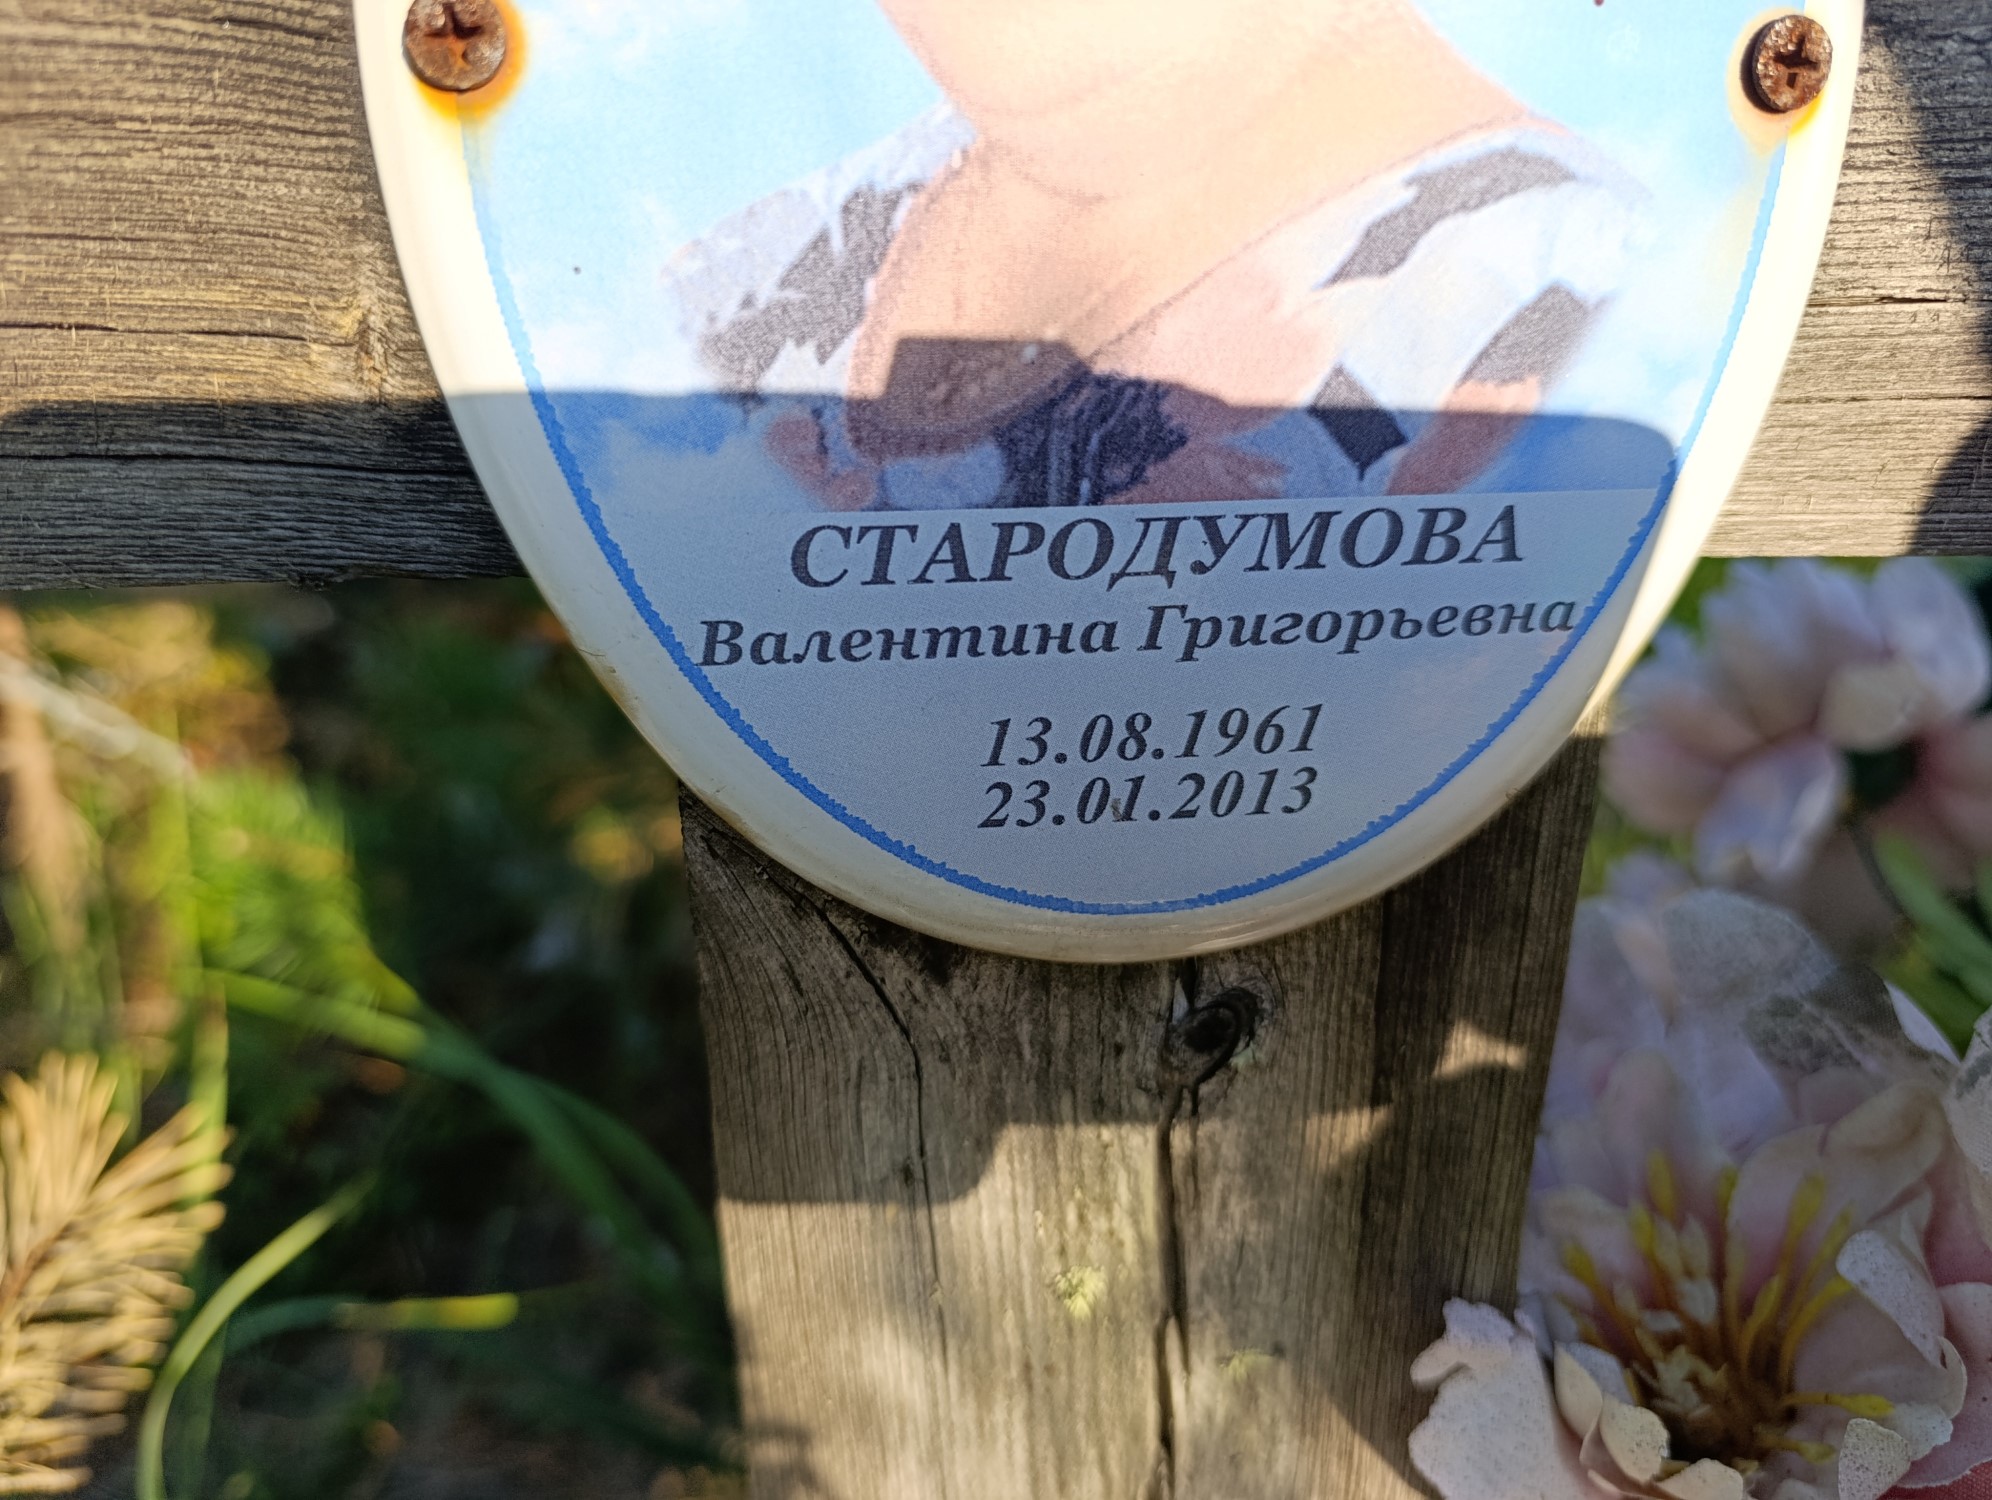 СТАРОДУМОВА
Валентина Григорьевна
13.08.1961
23.01.2013